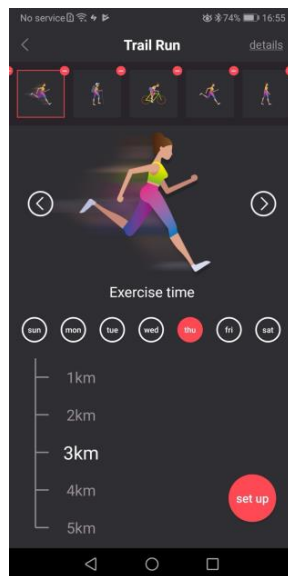 No service 74% 16:55
Trail Run details
Exercise time
sun mon tue wed thu fri sat
1km
2km
3km
4km
set up
5km